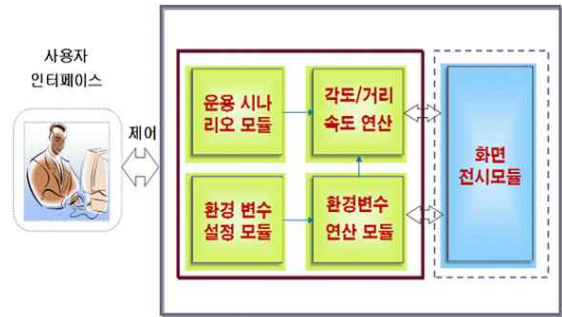 사용자
인터페이스
제어
운용 시나
리오 모듈
각도/거리
속도 연산
환경 변수
설정 모듈
환경변수
연산 모듈
화면
전시모듈